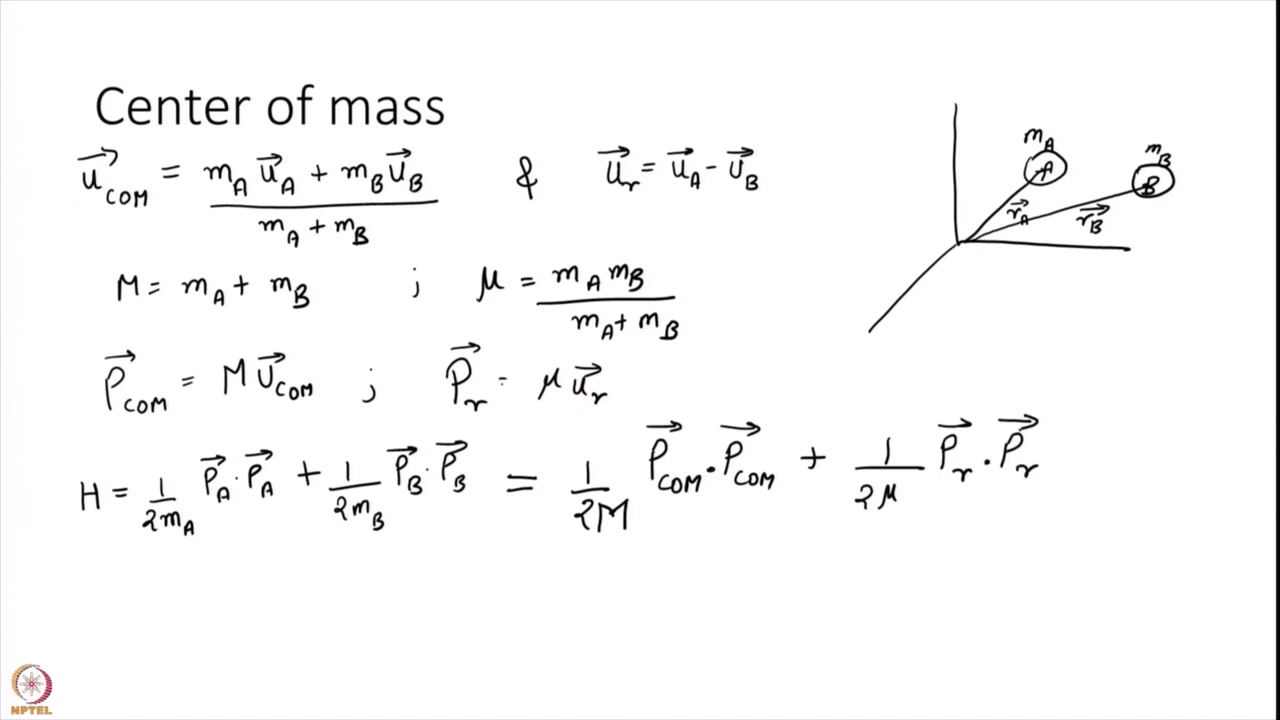 Center of mass
u⃗_COM = (m_A u⃗_A + m_B u⃗_B) / (m_A + m_B) & u⃗_r = u⃗_A - u⃗_B
M = m_A + m_B ; μ = (m_A m_B) / (m_A + m_B)
P⃗_COM = M u⃗_COM ; P⃗_r = μ u⃗_r
H = 1/(2m_A) P⃗_A · P⃗_A + 1/(2m_B) P⃗_B · P⃗_B = 1/(2M) P⃗_COM · P⃗_COM + 1/(2μ) P⃗_r · P⃗_r
m_A
A
m_B
B
r⃗_A
r⃗_B
NPTEL